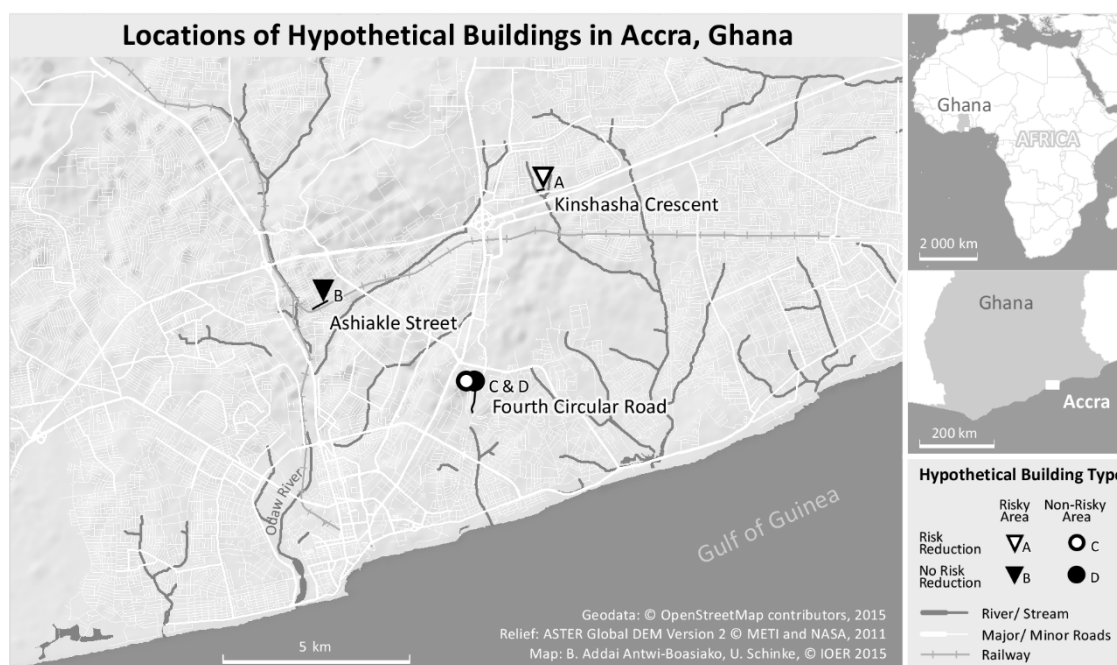 Locations of Hypothetical Buildings in Accra, Ghana
A
Kinshasha Crescent
B
Ashiakle Street
C & D
Fourth Circular Road
Odaw River
Gulf of Guinea
5 km
Geodata: © OpenStreetMap contributors, 2015
Relief: ASTER Global DEM Version 2 © METI and NASA, 2011
Map: B. Addai Antwi-Boasiako, U. Schinke, © IOER 2015
Ghana
AFRICA
2 000 km
Ghana
Accra
200 km
Hypothetical Building Type
Risky Area
Non-Risky Area
Risk Reduction
A
C
No Risk Reduction
B
D
River/ Stream
Major/ Minor Roads
Railway